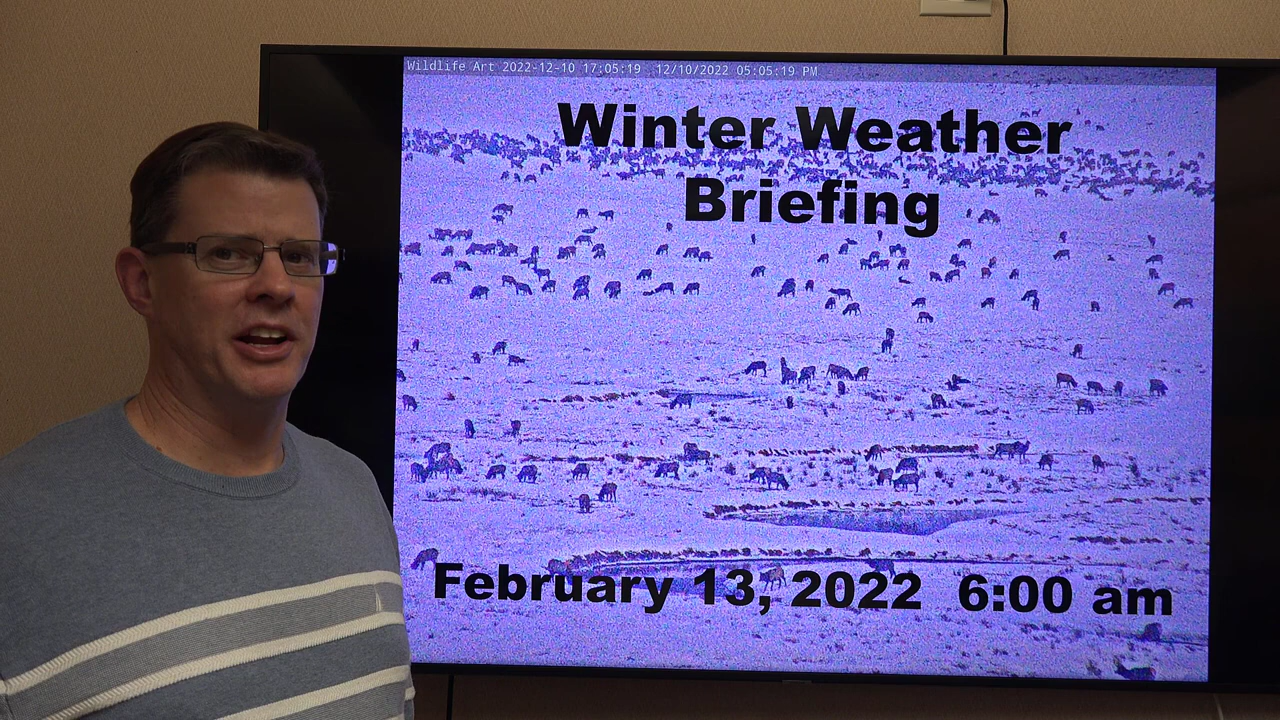 Wildlife Art 2022-12-10 17:05:19 12/10/2022 05:05:19 PM
Winter Weather
Briefing
February 13, 2022 6:00 am